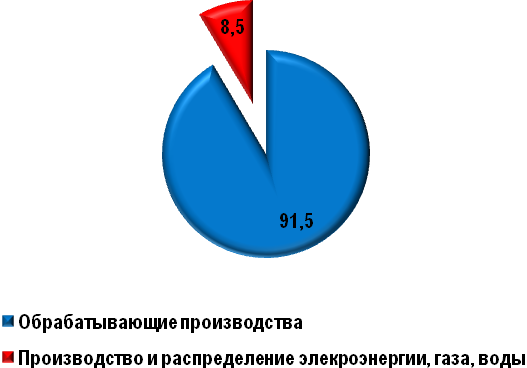 8,5
91,5
Обрабатывающие производства
Производство и распределение элекроэнергии, газа, воды